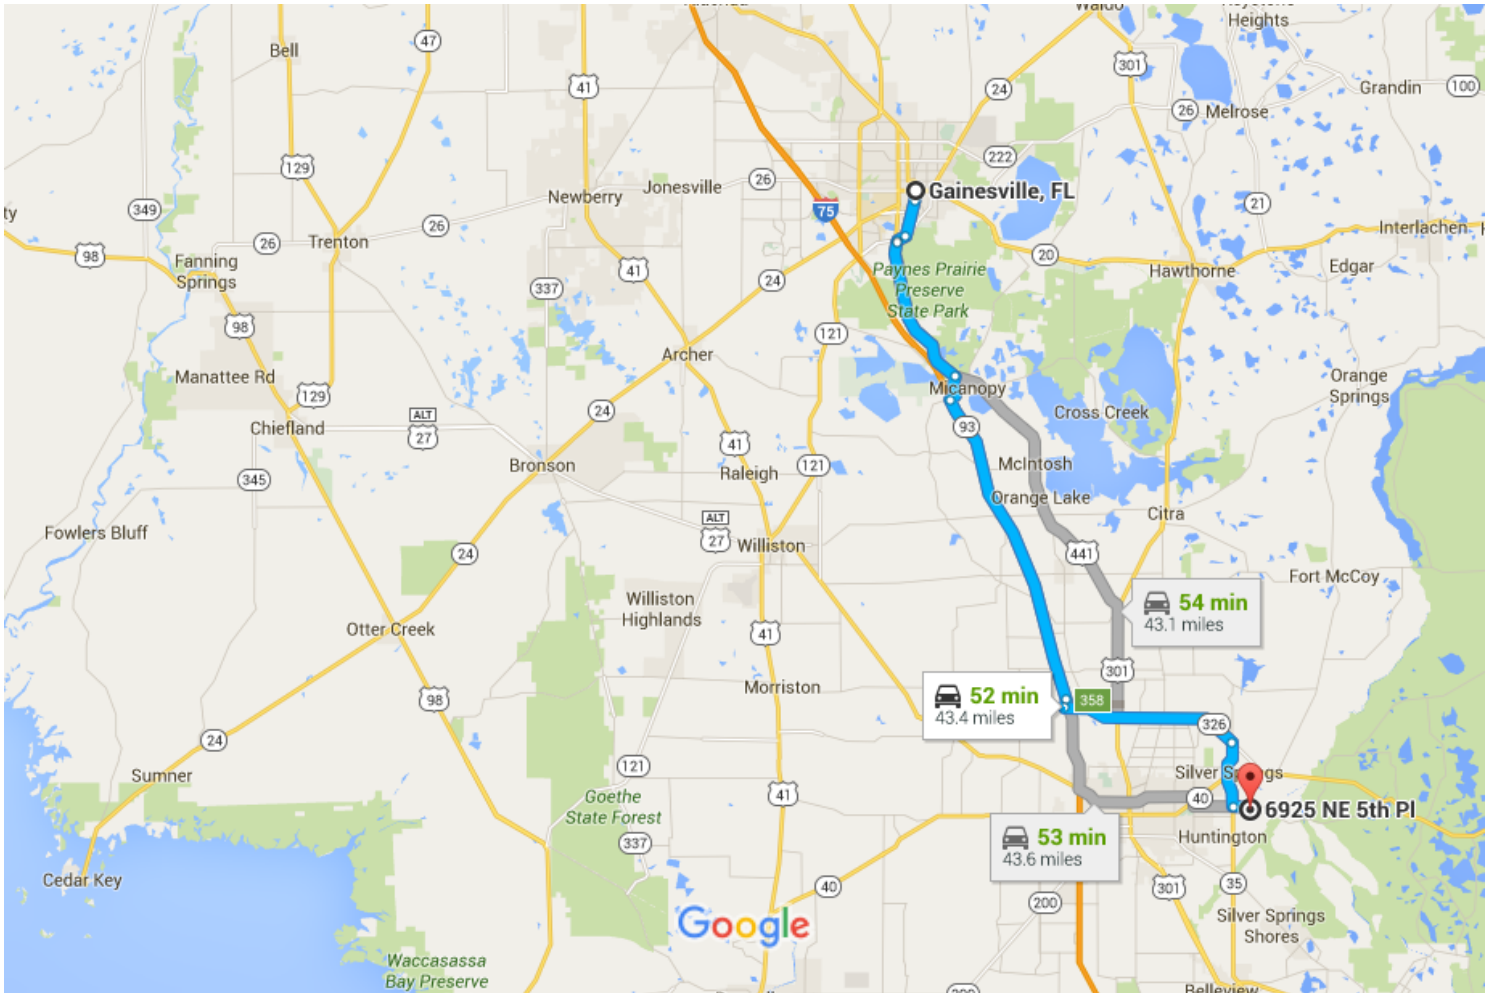 Waldo
Heights
Bell
47
301
41
24
Grandin
100
26
Melrose
129
222
Newberry
Jonesville
26
Gainesville, FL
349
75
21
ty
26
Trenton
26
Interlachen
98
20
Fanning
Springs
41
Hawthorne
Edgar
337
24
Paynes Prairie
Preserve
State Park
98
121
Archer
Manattee Rd
129
Micanopy
Orange
Springs
ALT
27
24
Cross Creek
Chiefland
93
41
Bronson
Raleigh
121
McIntosh
345
Orange Lake
Citra
Fowlers Bluff
ALT
27
Williston
24
441
Fort McCoy
Williston
Highlands
54 min
43.1 miles
Otter Creek
41
301
Morriston
52 min
43.4 miles
358
98
326
24
121
Silver Springs
Sumner
41
40
6925 NE 5th Pl
Goethe
State Forest
53 min
43.6 miles
Huntington
337
Cedar Key
40
301
35
200
Silver Springs
Shores
Google
Waccasassa
Bay Preserve
Belleview